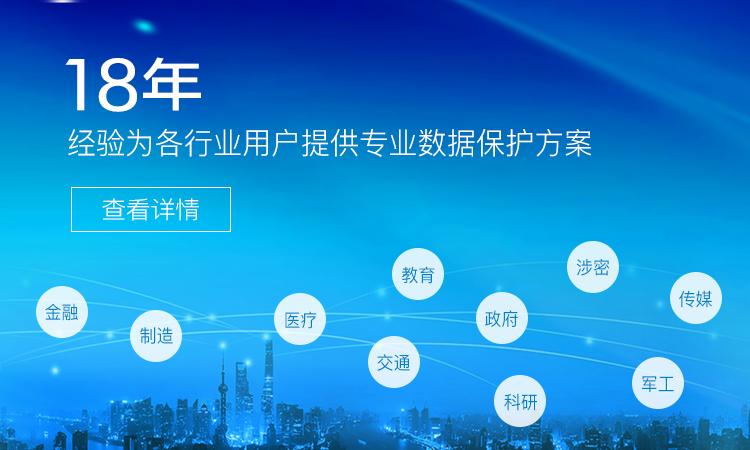 18年
经验为各行业用户提供专业数据保护方案
查看详情
金融
制造
医疗
教育
交通
政府
科研
涉密
军工
传媒